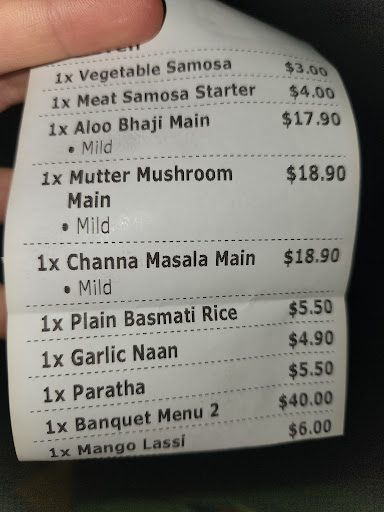 1x Vegetable Samosa $3.00
1x Meat Samosa Starter $4.00
1x Aloo Bhaji Main $17.90
• Mild
1x Mutter Mushroom $18.90
Main
• Mild
1x Channa Masala Main $18.90
• Mild
1x Plain Basmati Rice $5.50
1x Garlic Naan $4.90
1x Paratha $5.50
1x Banquet Menu 2 $40.00
1x Mango Lassi $6.00